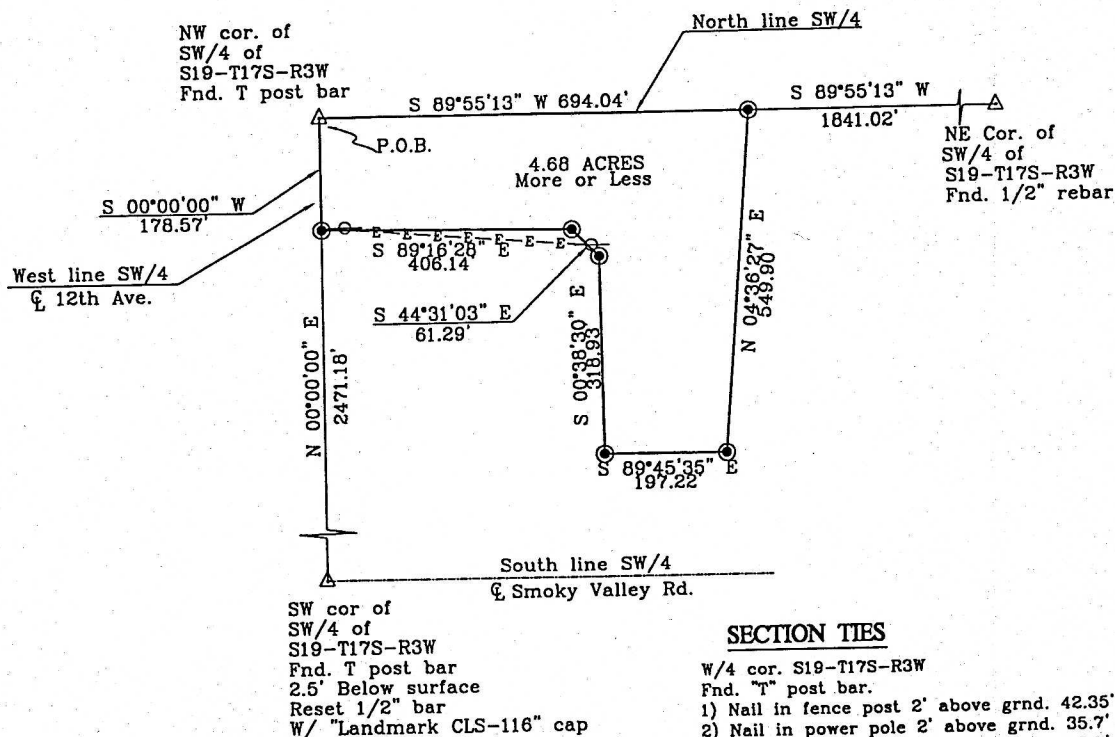 North line SW/4
NW cor. of
SW/4 of
S19-T17S-R3W
Fnd. T post bar
S 89°55'13" W 694.04'
S 89°55'13" W
1841.02'
P.O.B.
NE Cor. of
SW/4 of
S19-T17S-R3W
Fnd. 1/2" rebar
4.68 ACRES
More or Less
S 00°00'00" W
178.57'
E E E E E E E
S 89°16'28" E
406.14'
West line SW/4
℄ 12th Ave.
S 44°31'03" E
61.29'
N 00°00'00" E
2471.18'
S 00°38'30" E
318.93
N 04°36'27" E
549.90'
S 89°45'35" E
197.22'
South line SW/4
℄ Smoky Valley Rd.
SW cor of
SW/4 of
S19-T17S-R3W
Fnd. T post bar
2.5' Below surface
Reset 1/2" bar
W/ "Landmark CLS-116" cap
SECTION TIES
W/4 cor. S19-T17S-R3W
Fnd. "T" post bar.
1) Nail in fence post 2' above grnd. 42.35'
2) Nail in power pole 2' above grnd. 35.7'